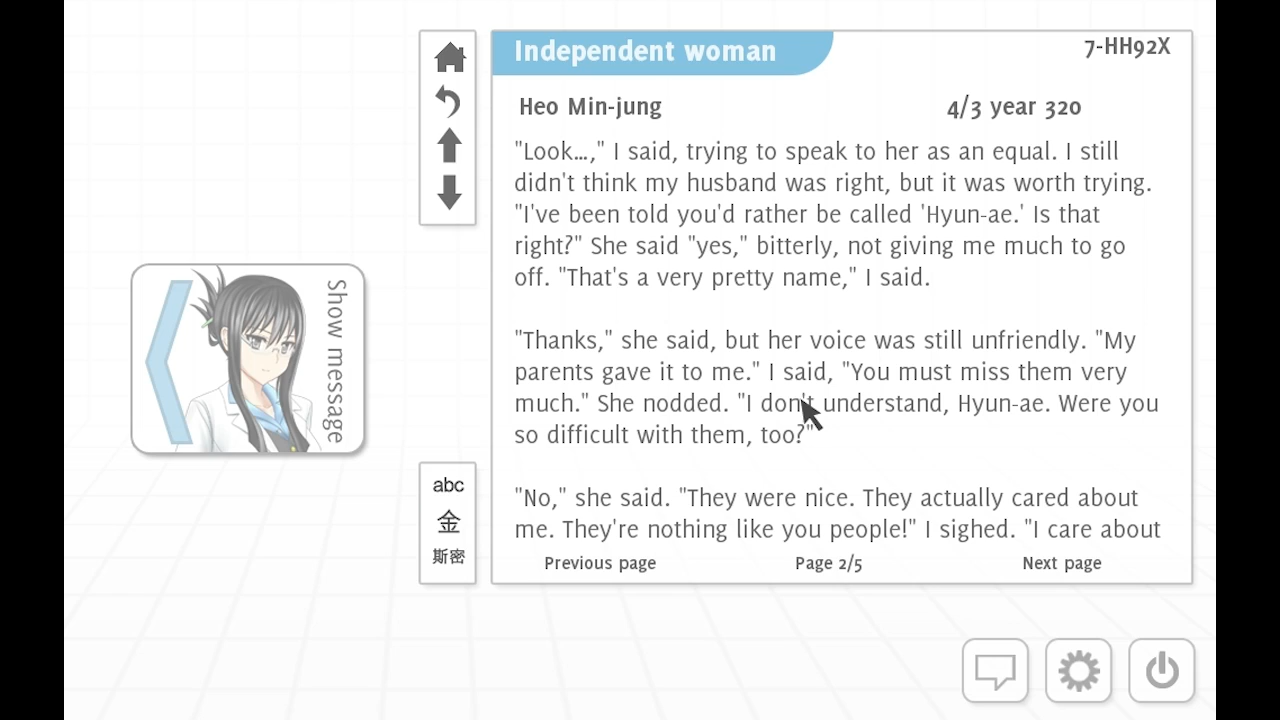 Independent woman
7-HH92X
Heo Min-jung
4/3 year 320
"Look…," I said, trying to speak to her as an equal. I still
didn't think my husband was right, but it was worth trying.
"I've been told you'd rather be called 'Hyun-ae.' Is that
right?" She said "yes," bitterly, not giving me much to go
off. "That's a very pretty name," I said.
"Thanks," she said, but her voice was still unfriendly. "My
parents gave it to me." I said, "You must miss them very
much." She nodded. "I don't understand, Hyun-ae. Were you
so difficult with them, too?"
"No," she said. "They were nice. They actually cared about
me. They're nothing like you people!" I sighed. "I care about
Previous page
Page 2/5
Next page
Show message
abc
金
斯密